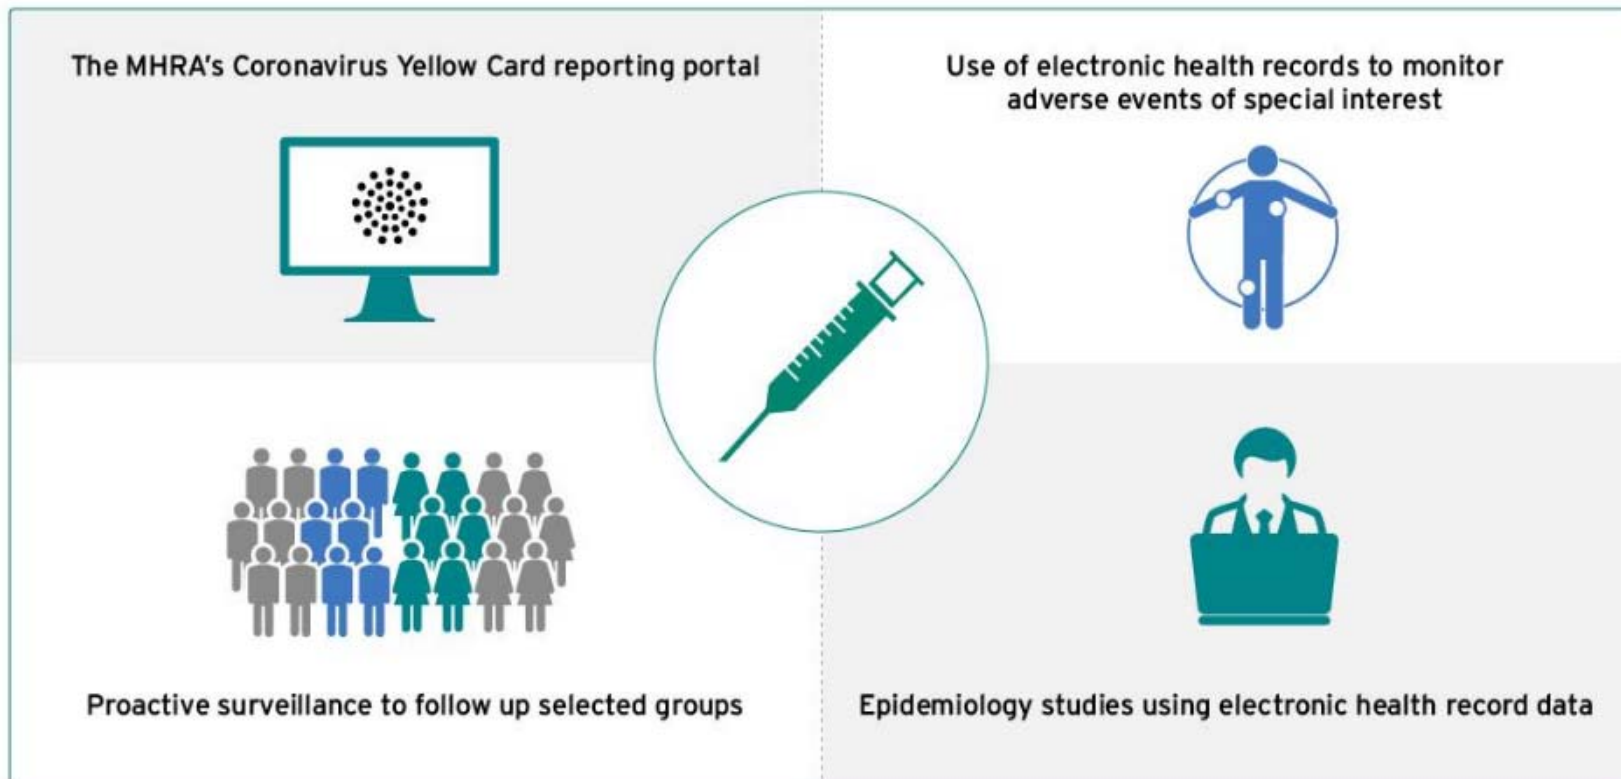 The MHRA's Coronavirus Yellow Card reporting portal
Use of electronic health records to monitor
adverse events of special interest
Proactive surveillance to follow up selected groups
Epidemiology studies using electronic health record data